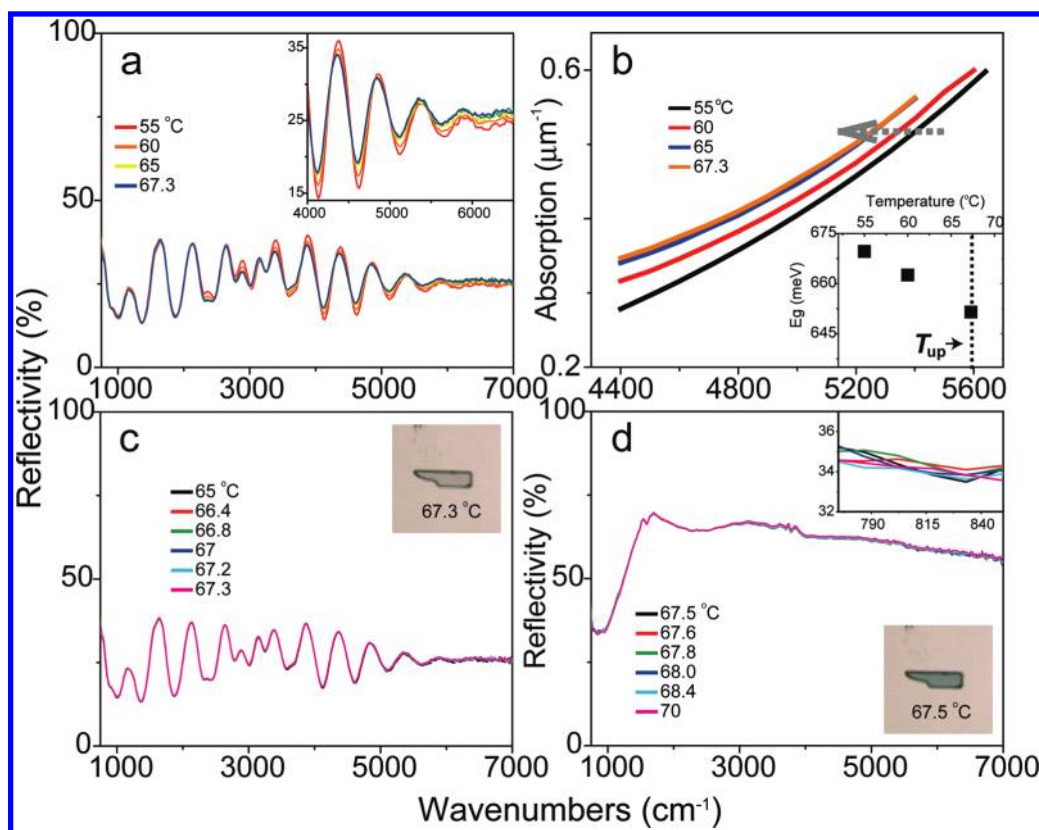 a
100
50
0
Reflectivity (%)
55 °C
60
65
67.3
35
25
15
4000 5000 6000
1000 3000 5000 7000
b
0.6
0.2
Absorption (μm⁻¹)
55 °C
60
65
67.3
Temperature (°C)
55 60 65 70
675
660
645
Eg (meV)
Tup
4400 4800 5200 5600
c
100
50
0
65 °C
66.4
66.8
67
67.2
67.3
67.3 °C
1000 3000 5000 7000
d
100
50
0
Reflectivity (%)
36
34
32
790 815 840
67.5 °C
67.6
67.8
68.0
68.4
70
67.5 °C
1000 3000 5000 7000
Wavenumbers (cm⁻¹)